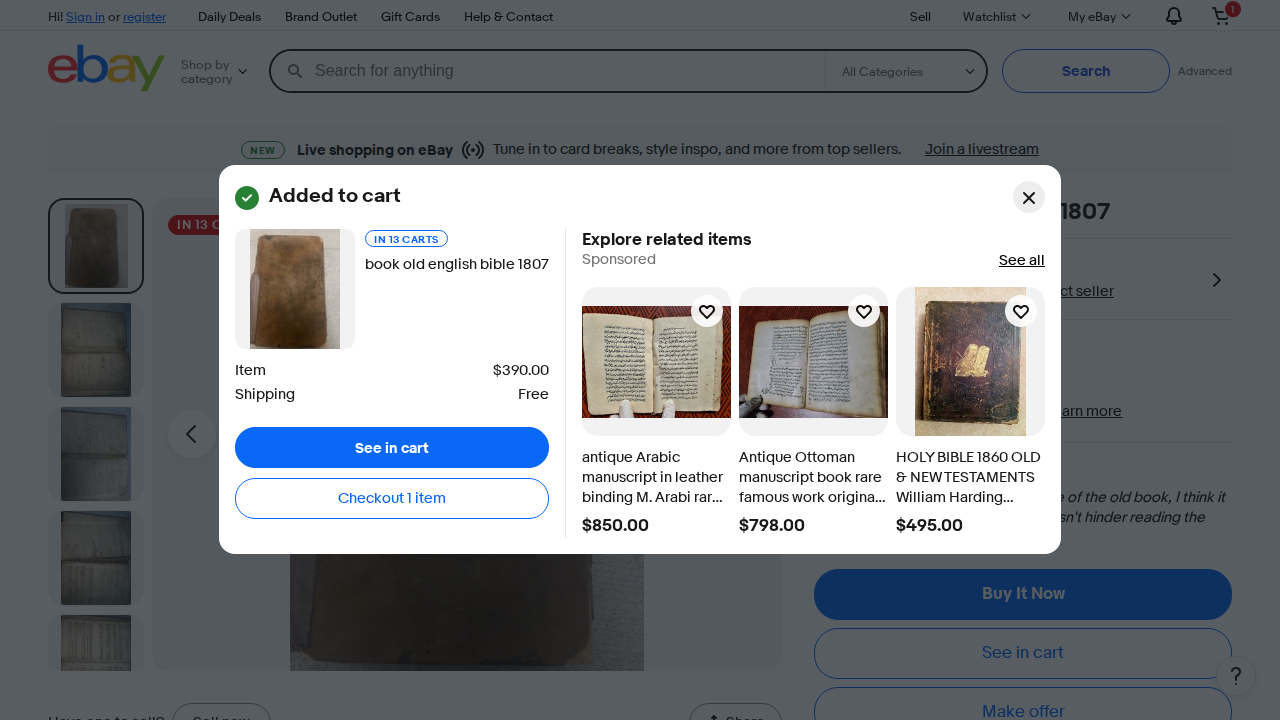 Hi! Sign in or register
Daily Deals
Brand Outlet
Gift Cards
Help & Contact
Sell
Watchlist
My eBay
1
ebay
Shop by
category
Search for anything
All Categories
Search
Advanced
NEW
Live shopping on eBay
Tune in to card breaks, style inspo, and more from top sellers.
Join a livestream
IN 13 C
1807
ct seller
arn more
e of the old book, I think it
sn't hinder reading the
Buy It Now
See in cart
Make offer
Have one to sell?
Sell now
Share
Added to cart
IN 13 CARTS
book old english bible 1807
Item
$390.00
Shipping
Free
See in cart
Checkout 1 item
Explore related items
Sponsored
See all
antique Arabic
manuscript in leather
binding M. Arabi rar...
$850.00
Antique Ottoman
manuscript book rare
famous work origina...
$798.00
HOLY BIBLE 1860 OLD
& NEW TESTAMENTS
William Harding...
$495.00